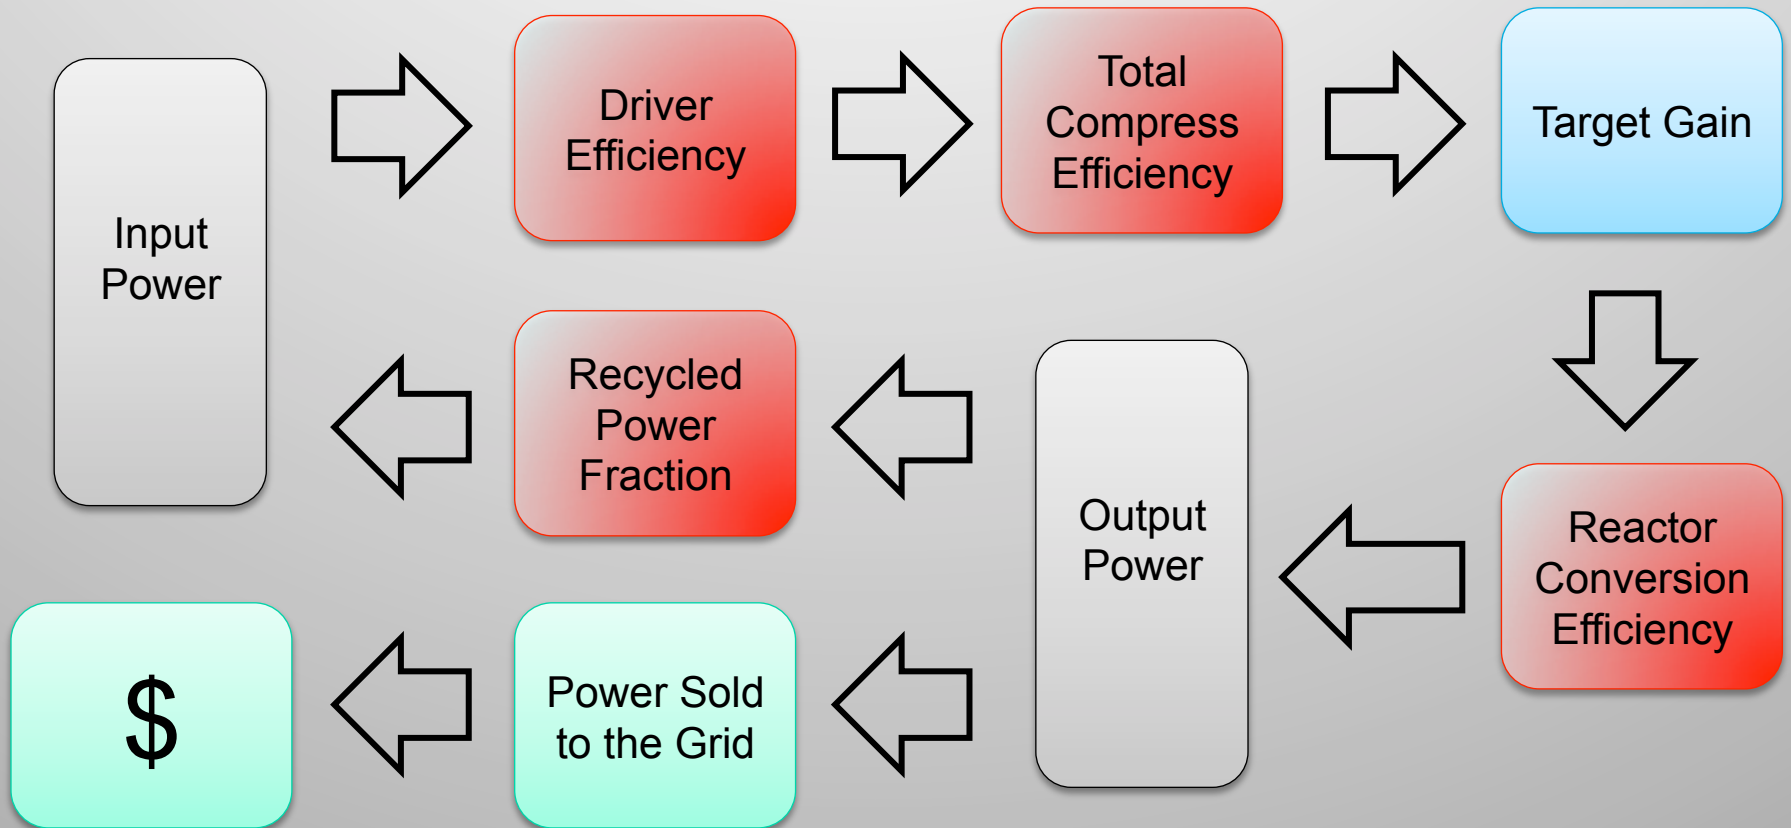 Input
Power
Driver
Efficiency
Total
Compress
Efficiency
Target Gain
Reactor
Conversion
Efficiency
Output
Power
Recycled
Power
Fraction
Power Sold
to the Grid
$